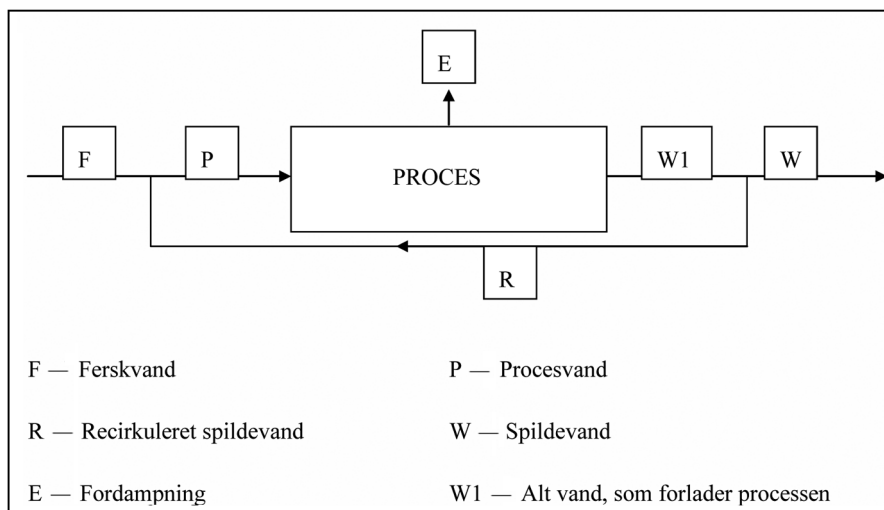 E
F
P
PROCES
W1
W
R
F — Ferskvand
P — Procesvand
R — Recirkuleret spildevand
W — Spildevand
E — Fordampning
W1 — Alt vand, som forlader processen